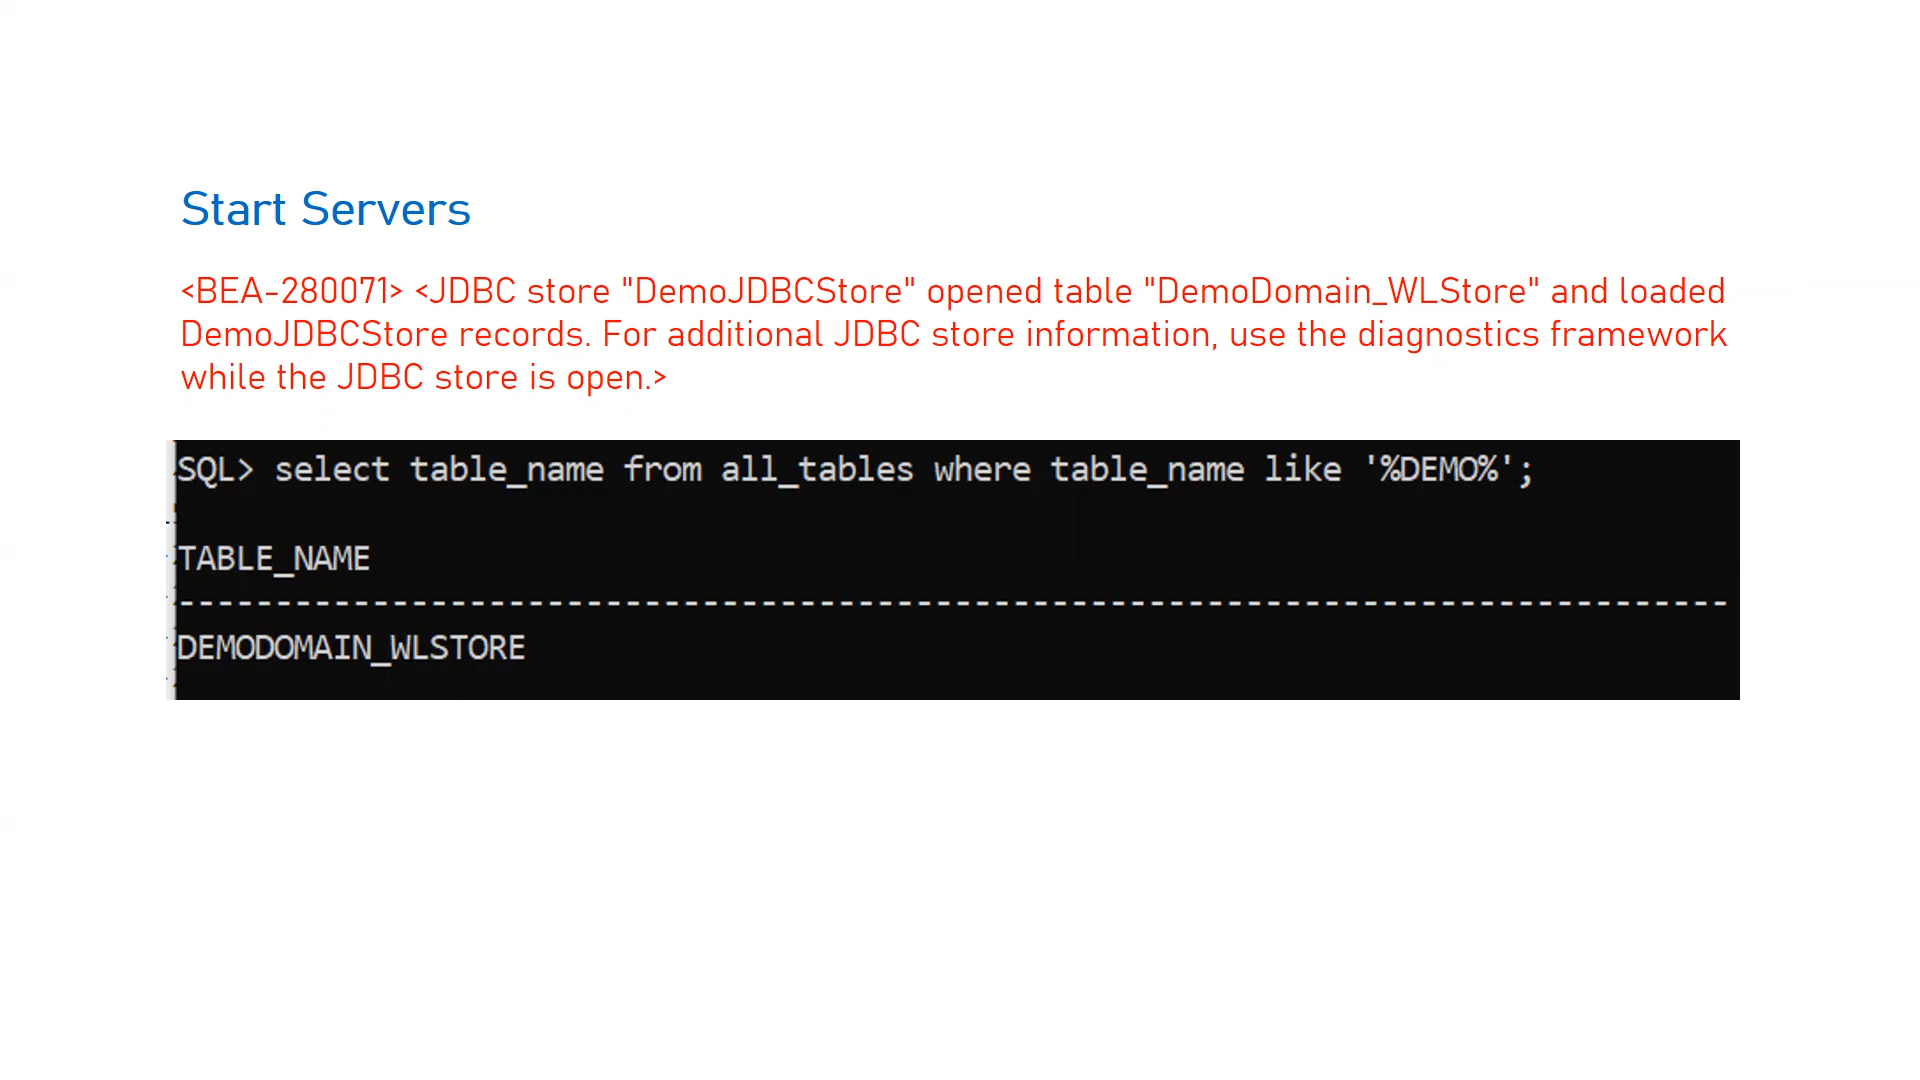 Start Servers
<BEA-280071> <JDBC store "DemoJDBCStore" opened table "DemoDomain_WLStore" and loaded
DemoJDBCStore records. For additional JDBC store information, use the diagnostics framework
while the JDBC store is open.>
SQL> select table_name from all_tables where table_name like '%DEMO%';
TABLE_NAME
--------------------------------------------------------------------------------
DEMODOMAIN_WLSTORE